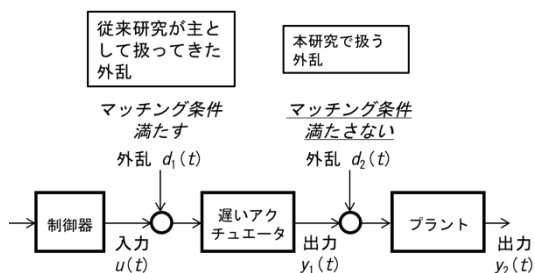 従来研究が主と
して扱ってきた
外乱
本研究で扱う
外乱
マッチング条件
満たす
マッチング条件
満たさない
外乱 d₁(t)
外乱 d₂(t)
制御器
遅いアク
チュエータ
プラント
入力
u(t)
出力
y₁(t)
出力
y₂(t)